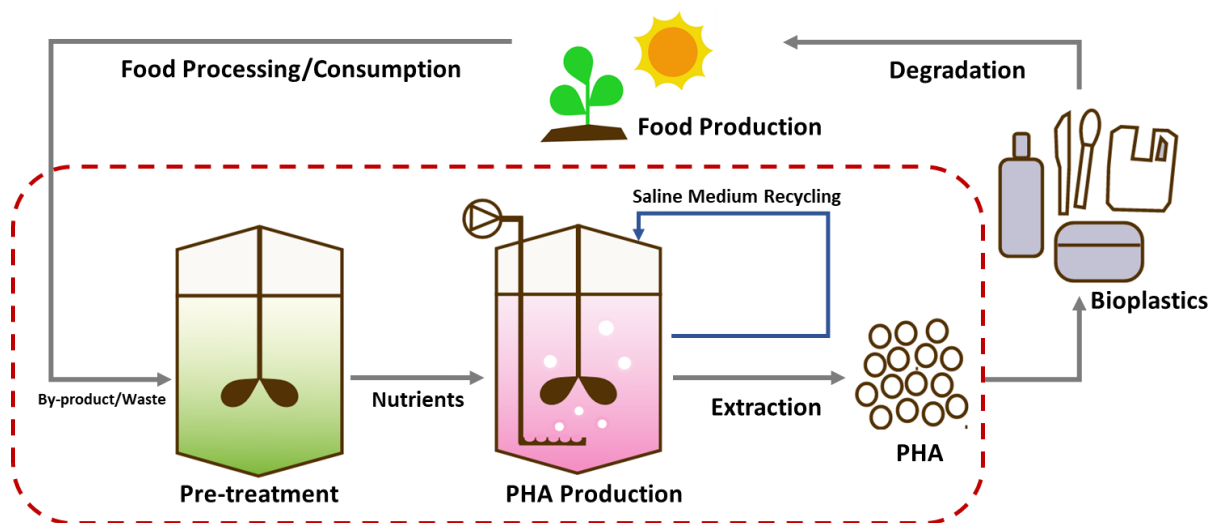 Food Processing/Consumption
Degradation
Food Production
Saline Medium Recycling
Bioplastics
By-product/Waste
Nutrients
Extraction
PHA
Pre-treatment
PHA Production